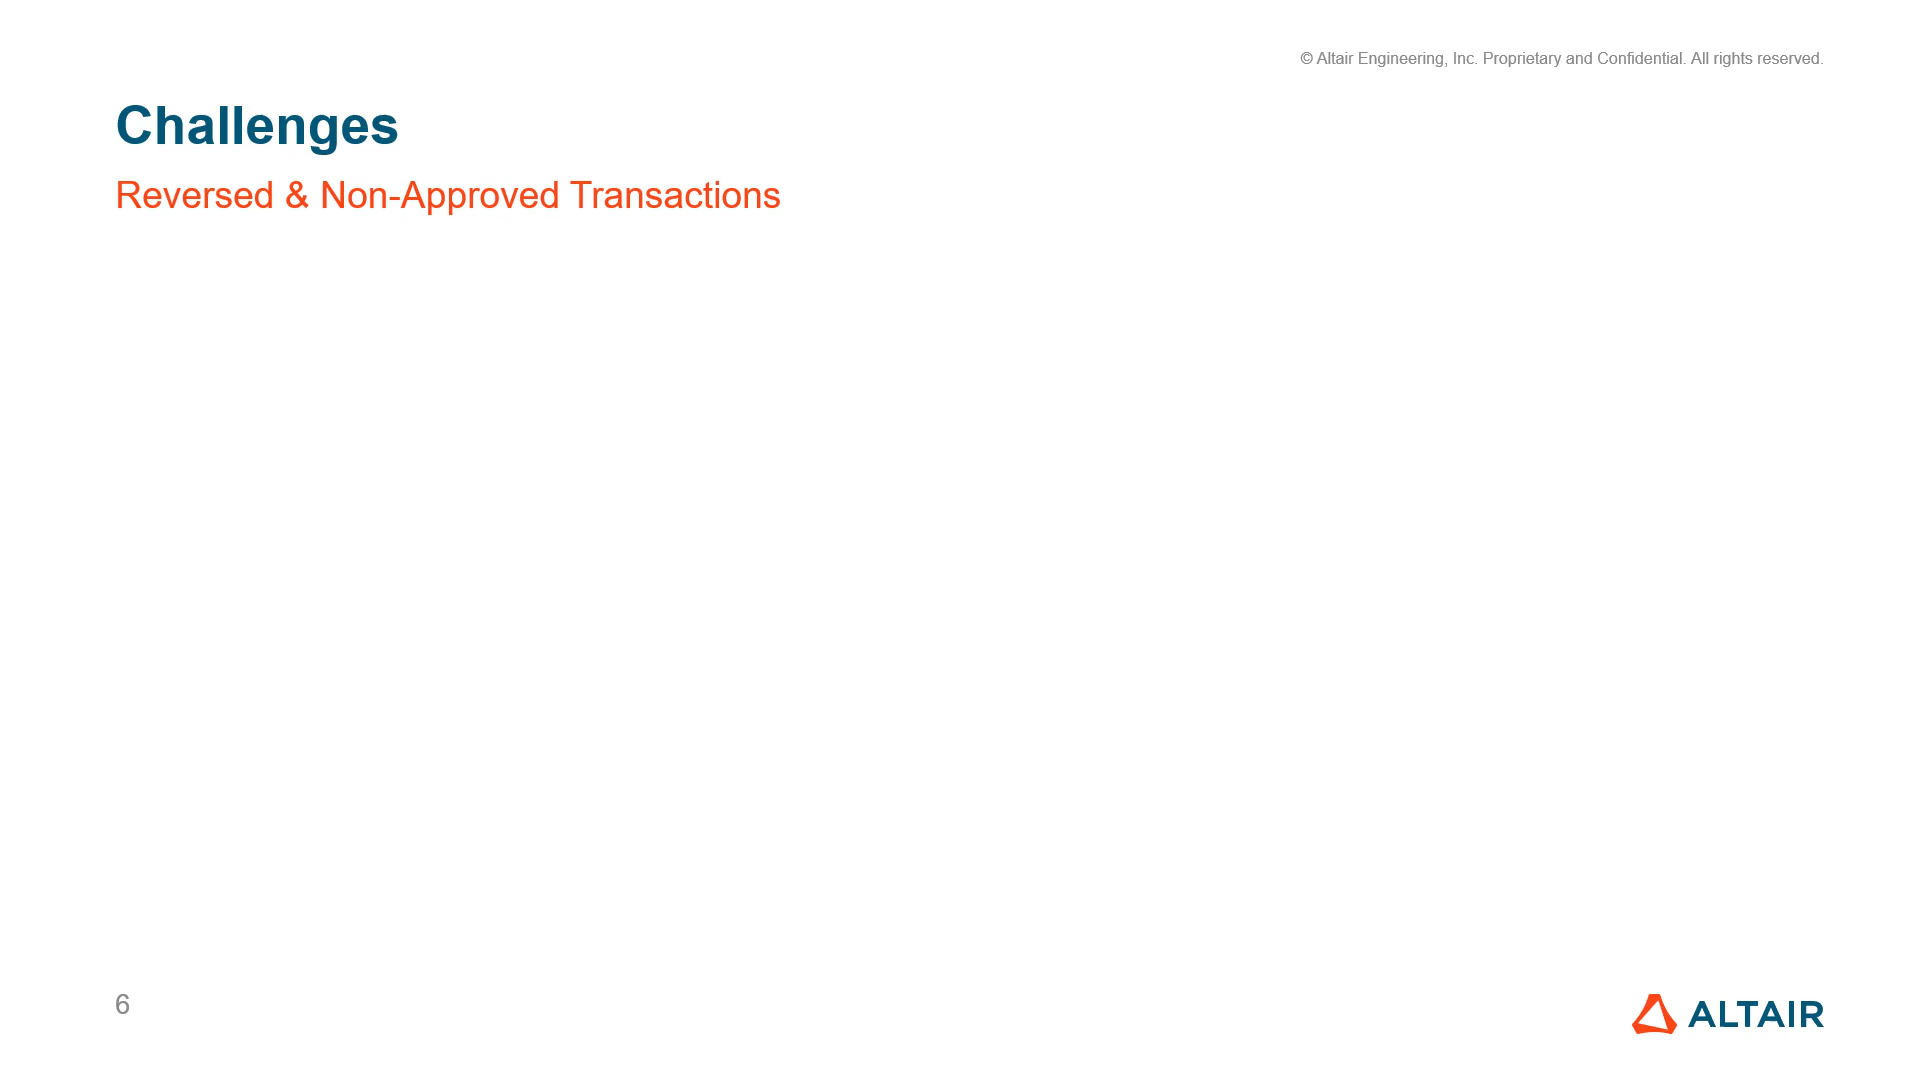 © Altair Engineering, Inc. Proprietary and Confidential. All rights reserved.
Challenges
Reversed & Non-Approved Transactions
6
ALTAIR